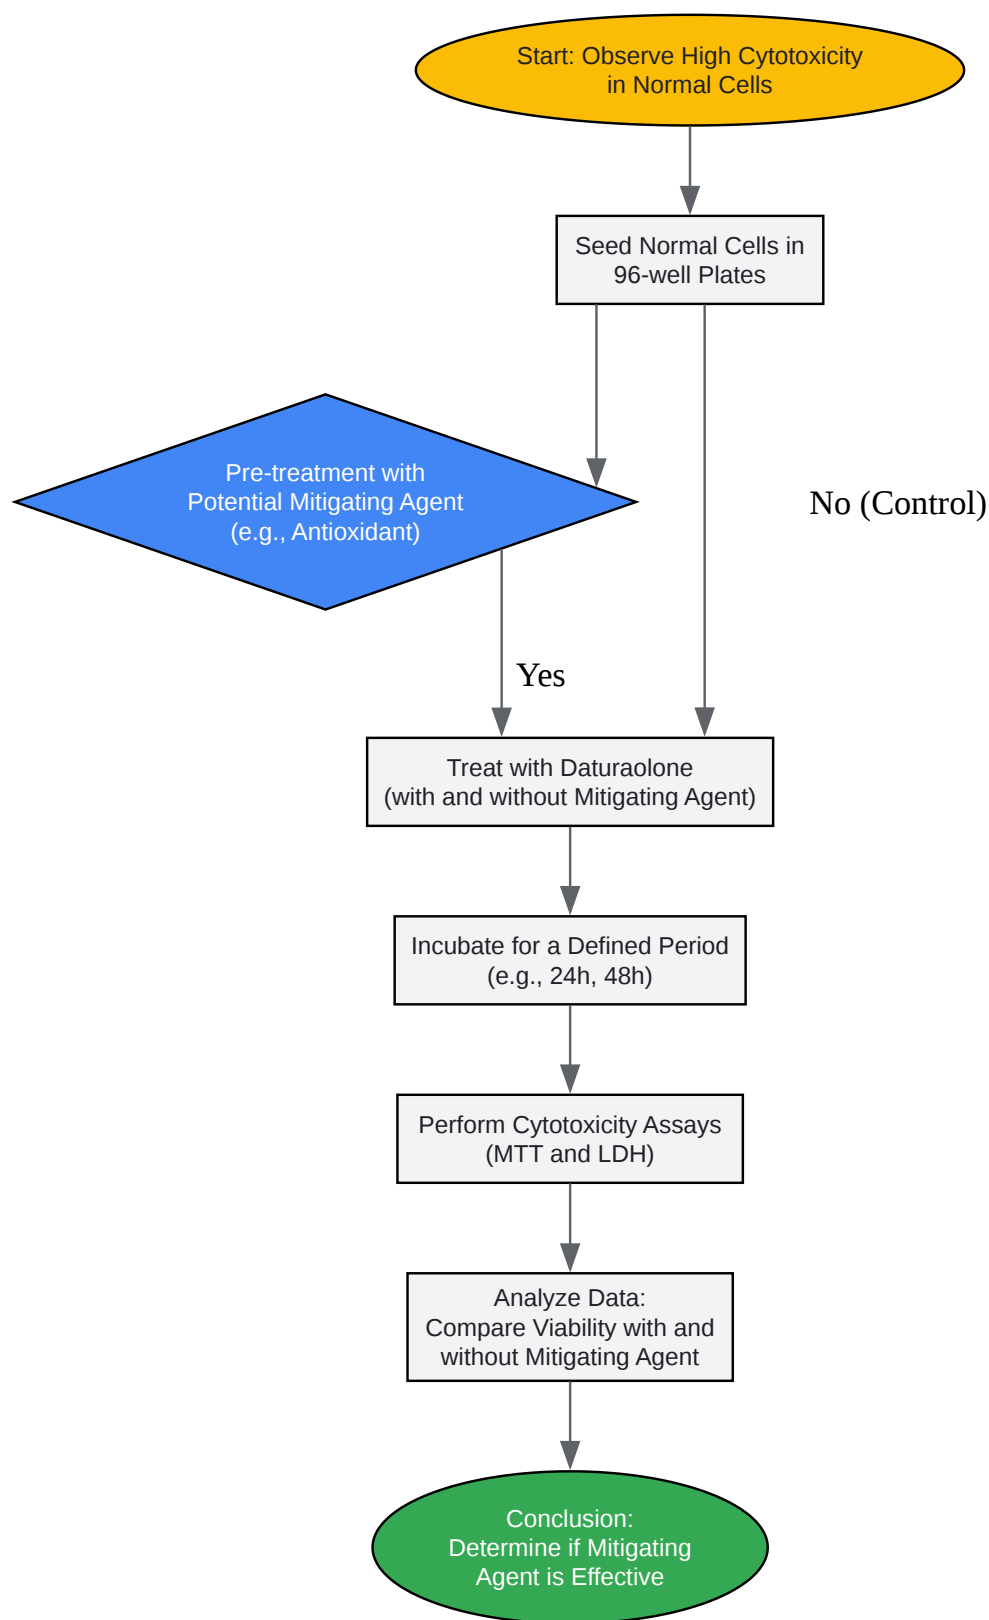 Start: Observe High Cytotoxicity
in Normal Cells
Seed Normal Cells in
96-well Plates
Pre-treatment with
Potential Mitigating Agent
(e.g., Antioxidant)
No (Control)
Yes
Treat with Daturaolone
(with and without Mitigating Agent)
Incubate for a Defined Period
(e.g., 24h, 48h)
Perform Cytotoxicity Assays
(MTT and LDH)
Analyze Data:
Compare Viability with and
without Mitigating Agent
Conclusion:
Determine if Mitigating
Agent is Effective